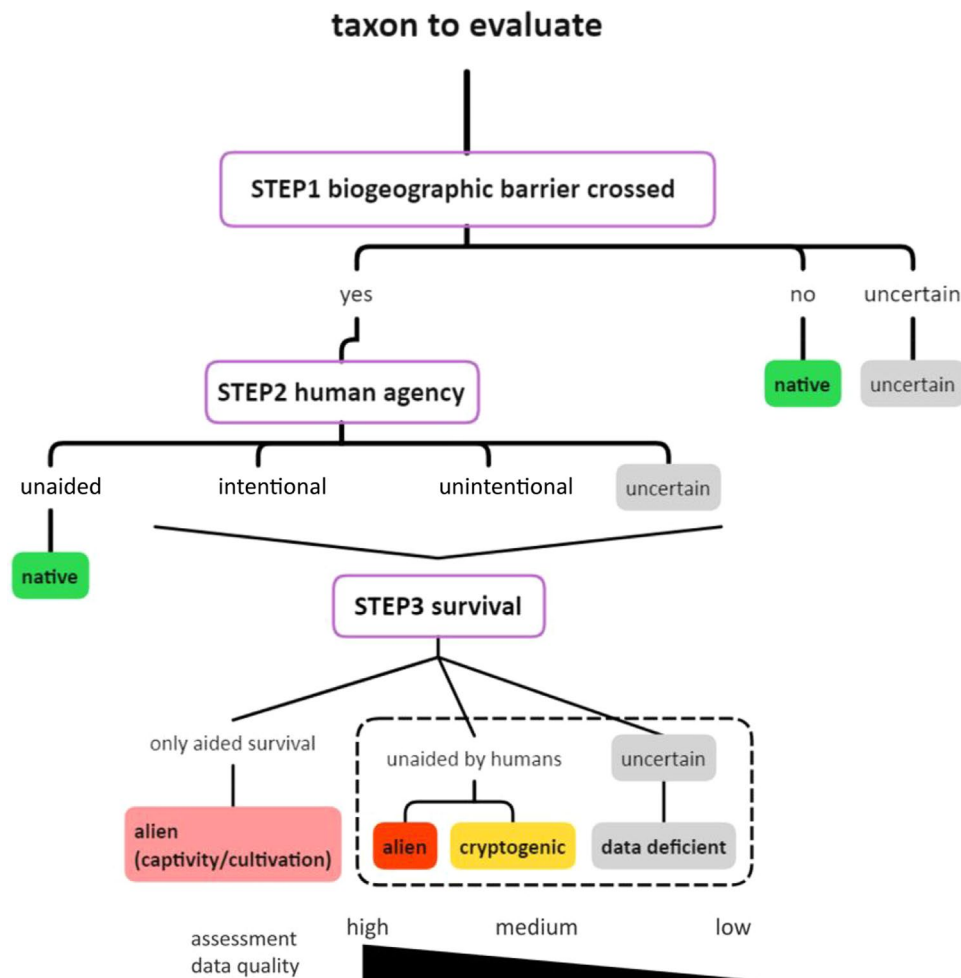 taxon to evaluate
STEP1 biogeographic barrier crossed
yes
no
uncertain
STEP2 human agency
native
uncertain
unaided
intentional
unintentional
uncertain
native
STEP3 survival
only aided survival
unaided by humans
uncertain
alien
(captivity/cultivation)
alien
cryptogenic
data deficient
high
medium
low
assessment
data quality